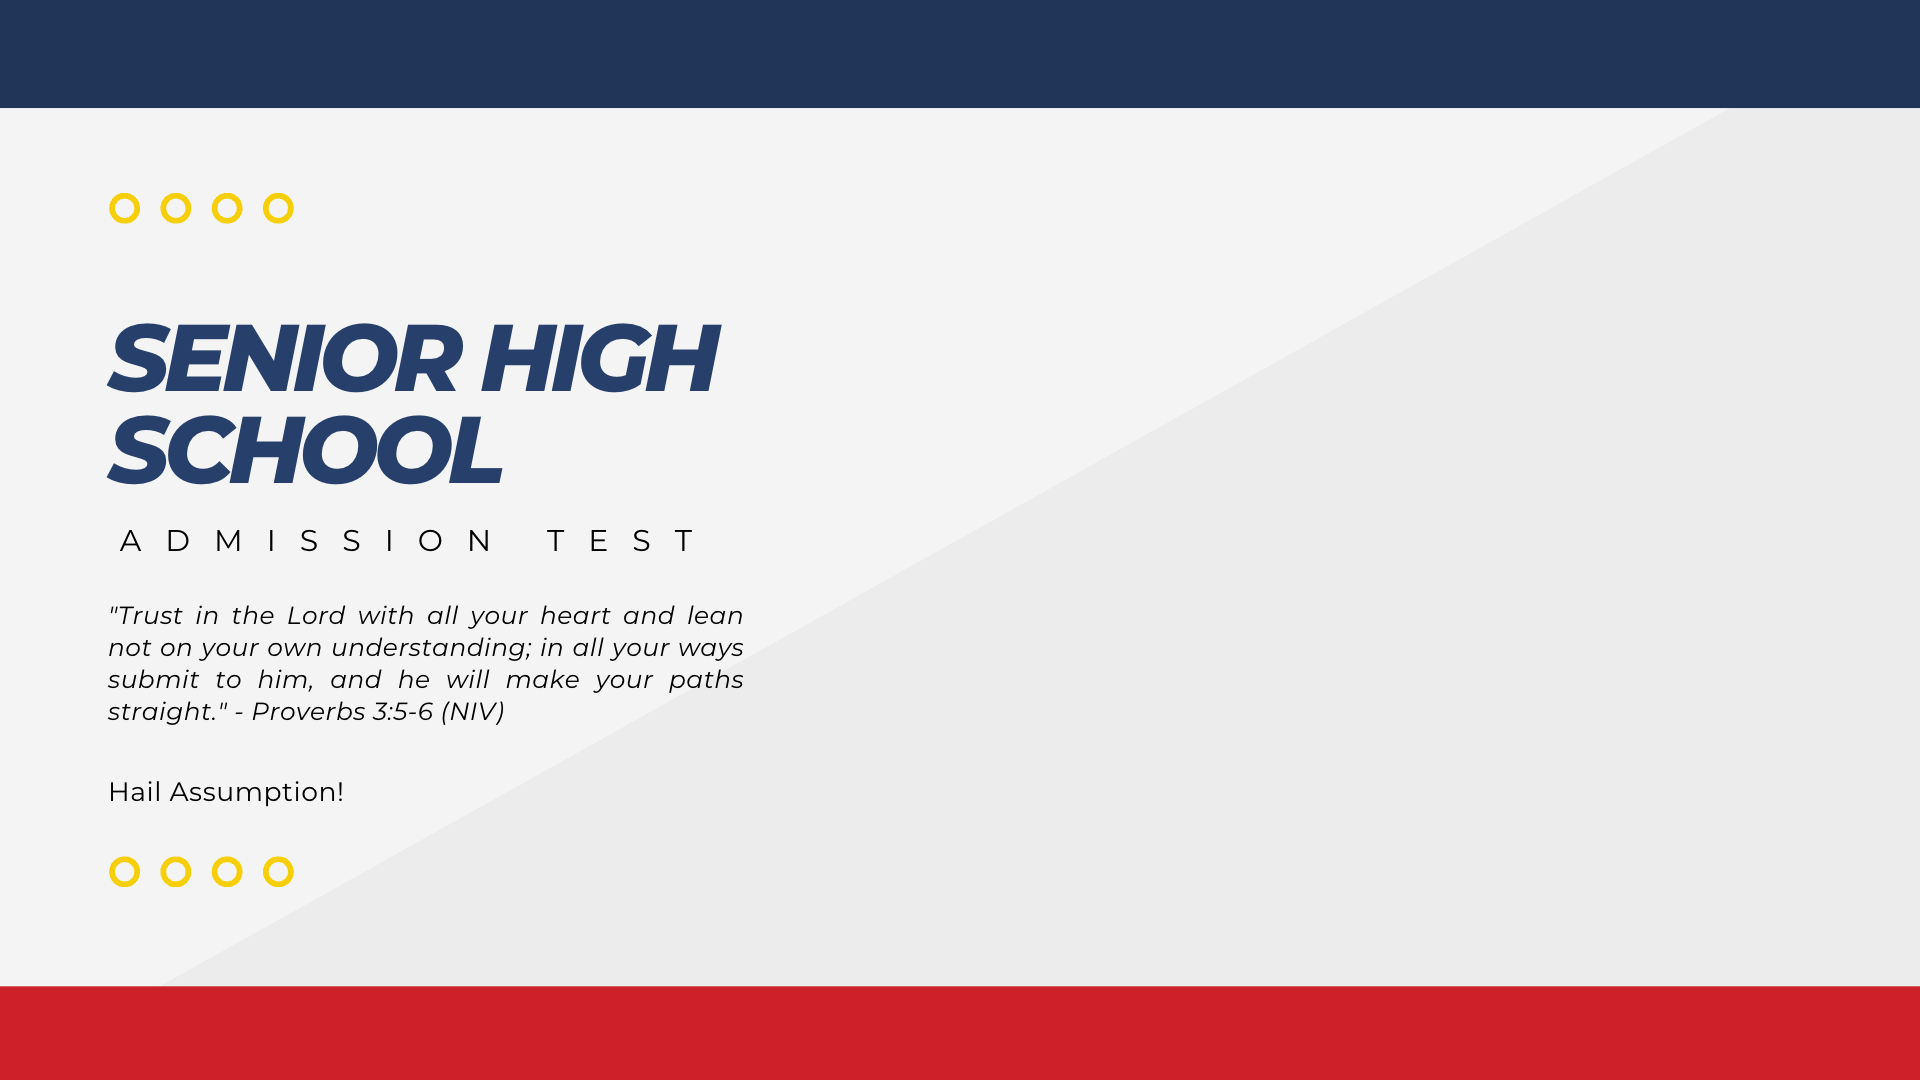 SENIOR HIGH
SCHOOL
ADMISSION TEST
"Trust in the Lord with all your heart and lean
not on your own understanding; in all your ways
submit to him, and he will make your paths
straight." - Proverbs 3:5-6 (NIV)
Hail Assumption!